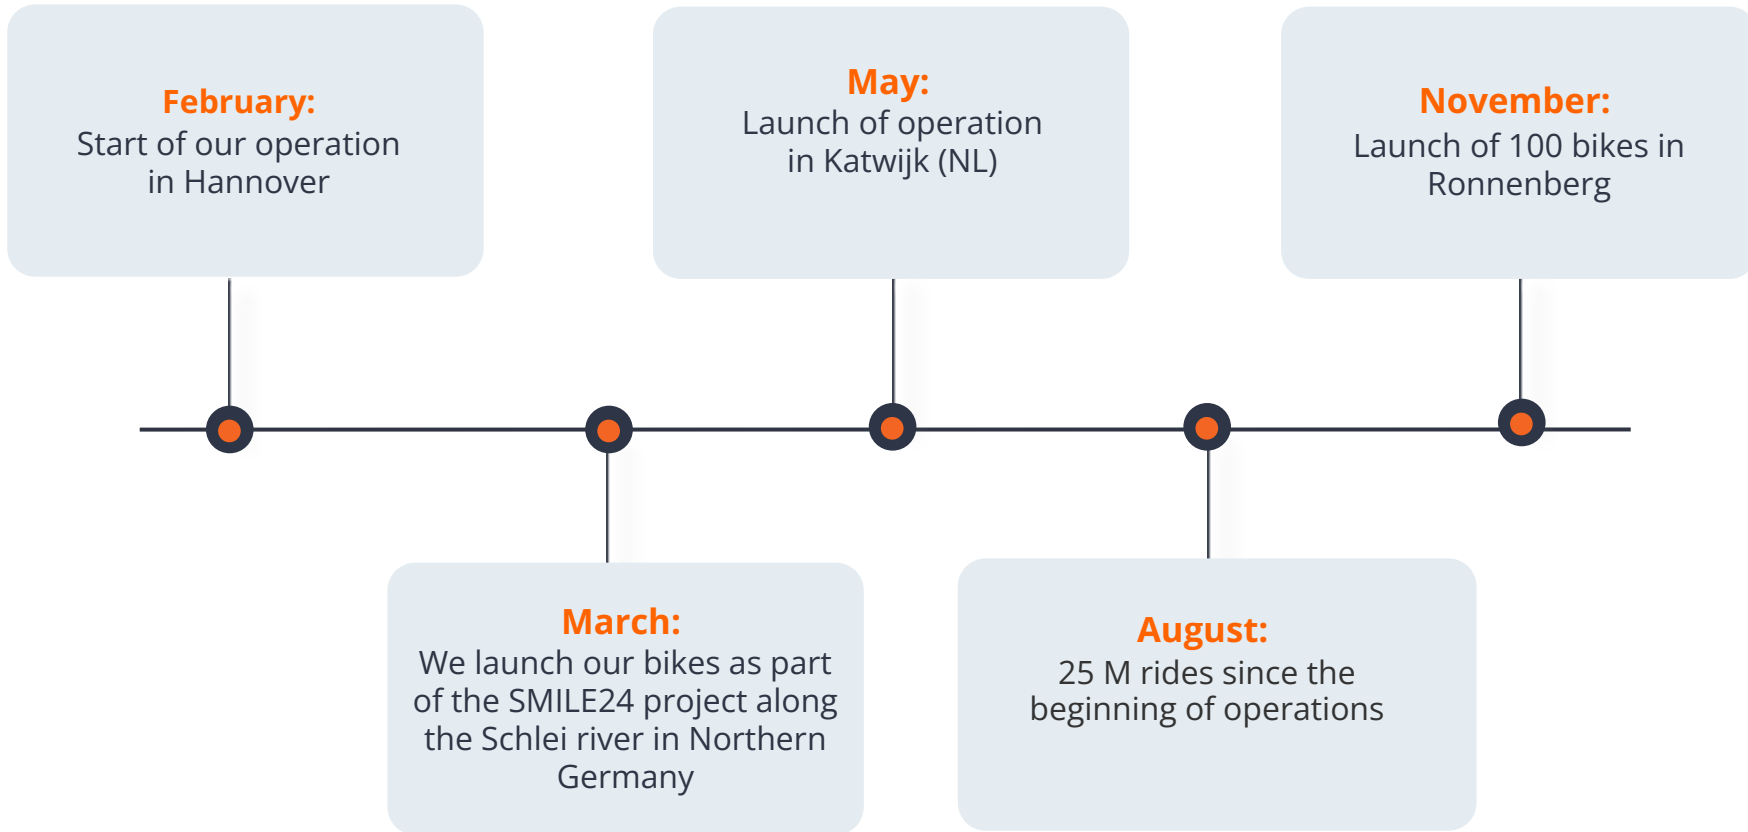 February:
Start of our operation
in Hannover
March:
We launch our bikes as part
of the SMILE24 project along
the Schlei river in Northern
Germany
May:
Launch of operation
in Katwijk (NL)
August:
25 M rides since the
beginning of operations
November:
Launch of 100 bikes in
Ronnenberg